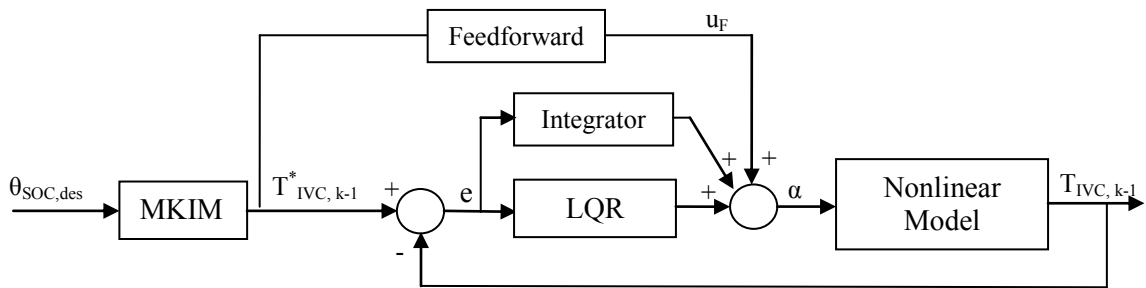 Feedforward
u_F
Integrator
θ_SOC,des
MKIM
T*_IVC, k-1
+
-
e
LQR
+
+
+
α
Nonlinear
Model
T_IVC, k-1